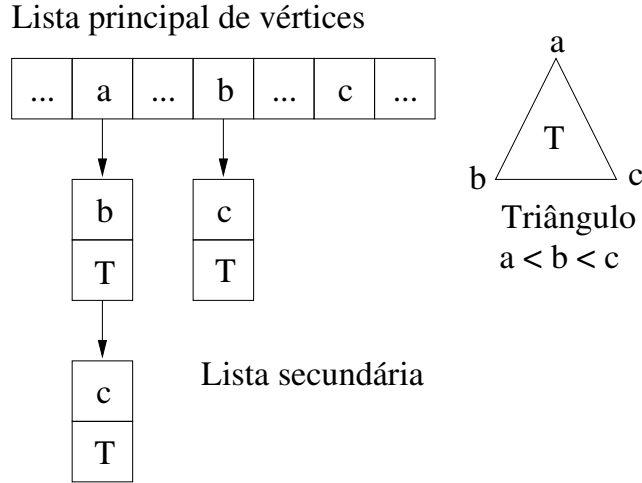 Lista principal de vértices
... a ... b ... c ...
b
T
c
T
c
T
Lista secundária
a
T
b c
Triângulo
a < b < c